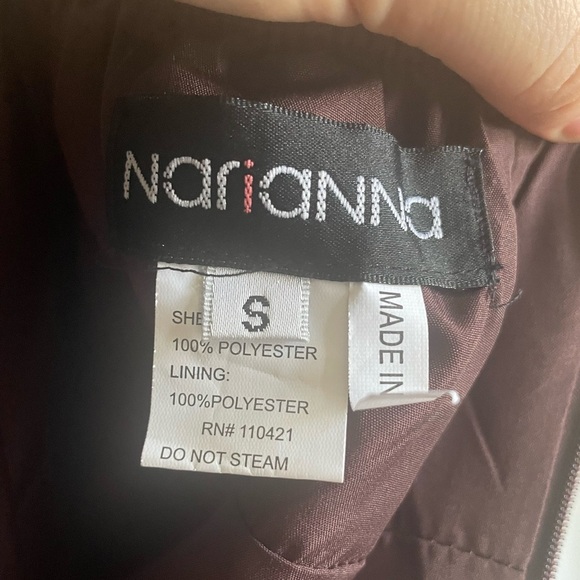 Narianna
S
SHE
100% POLYESTER
LINING:
100%POLYESTER
RN# 110421
DO NOT STEAM
MADE IN